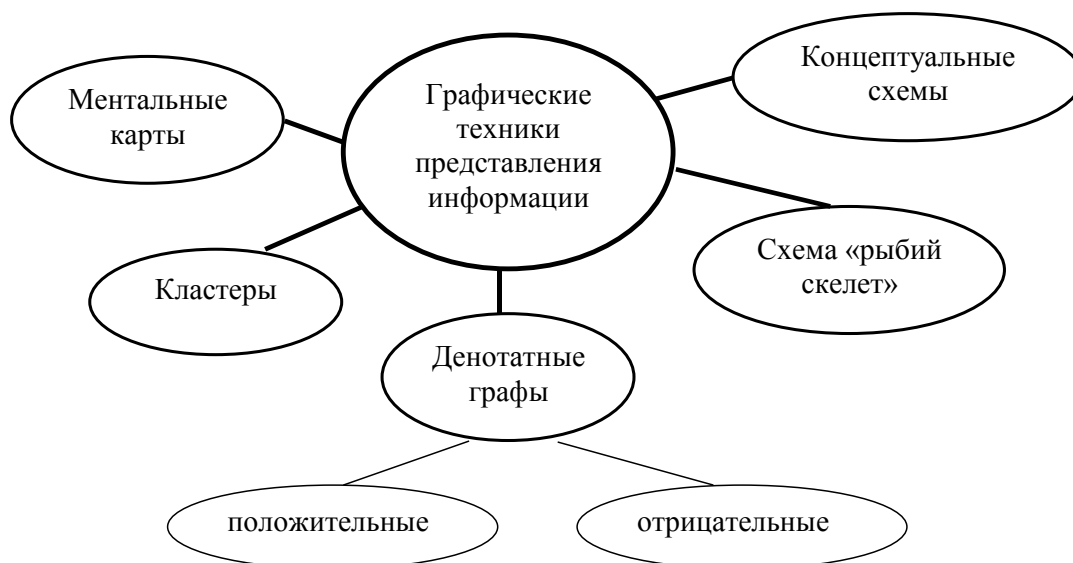 Ментальные
карты
Графические
техники
представления
информации
Концептуальные
схемы
Кластеры
Схема «рыбий
скелет»
Денотатные
графы
положительные
отрицательные